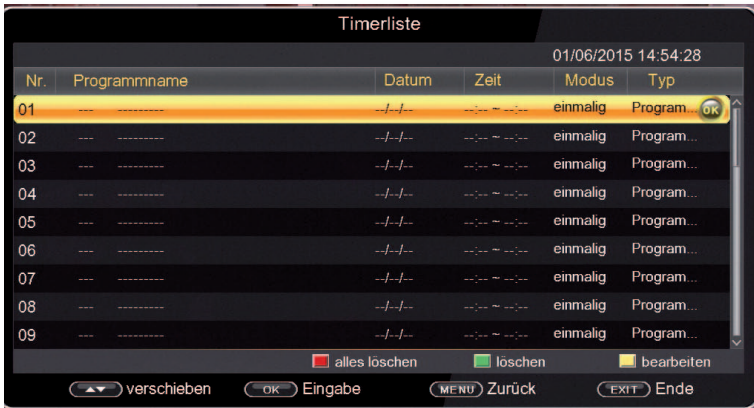 Timerliste
01/06/2015 14:54:28
Nr. Programmname Datum Zeit Modus Typ
01 --- --------- --/--/-- --:-- ~ --:-- einmalig Program... OK
02 --- --------- --/--/-- --:-- ~ --:-- einmalig Program...
03 --- --------- --/--/-- --:-- ~ --:-- einmalig Program...
04 --- --------- --/--/-- --:-- ~ --:-- einmalig Program...
05 --- --------- --/--/-- --:-- ~ --:-- einmalig Program...
06 --- --------- --/--/-- --:-- ~ --:-- einmalig Program...
07 --- --------- --/--/-- --:-- ~ --:-- einmalig Program...
08 --- --------- --/--/-- --:-- ~ --:-- einmalig Program...
09 --- --------- --/--/-- --:-- ~ --:-- einmalig Program...
alles löschen löschen bearbeiten
verschieben OK Eingabe MENU Zurück EXIT Ende